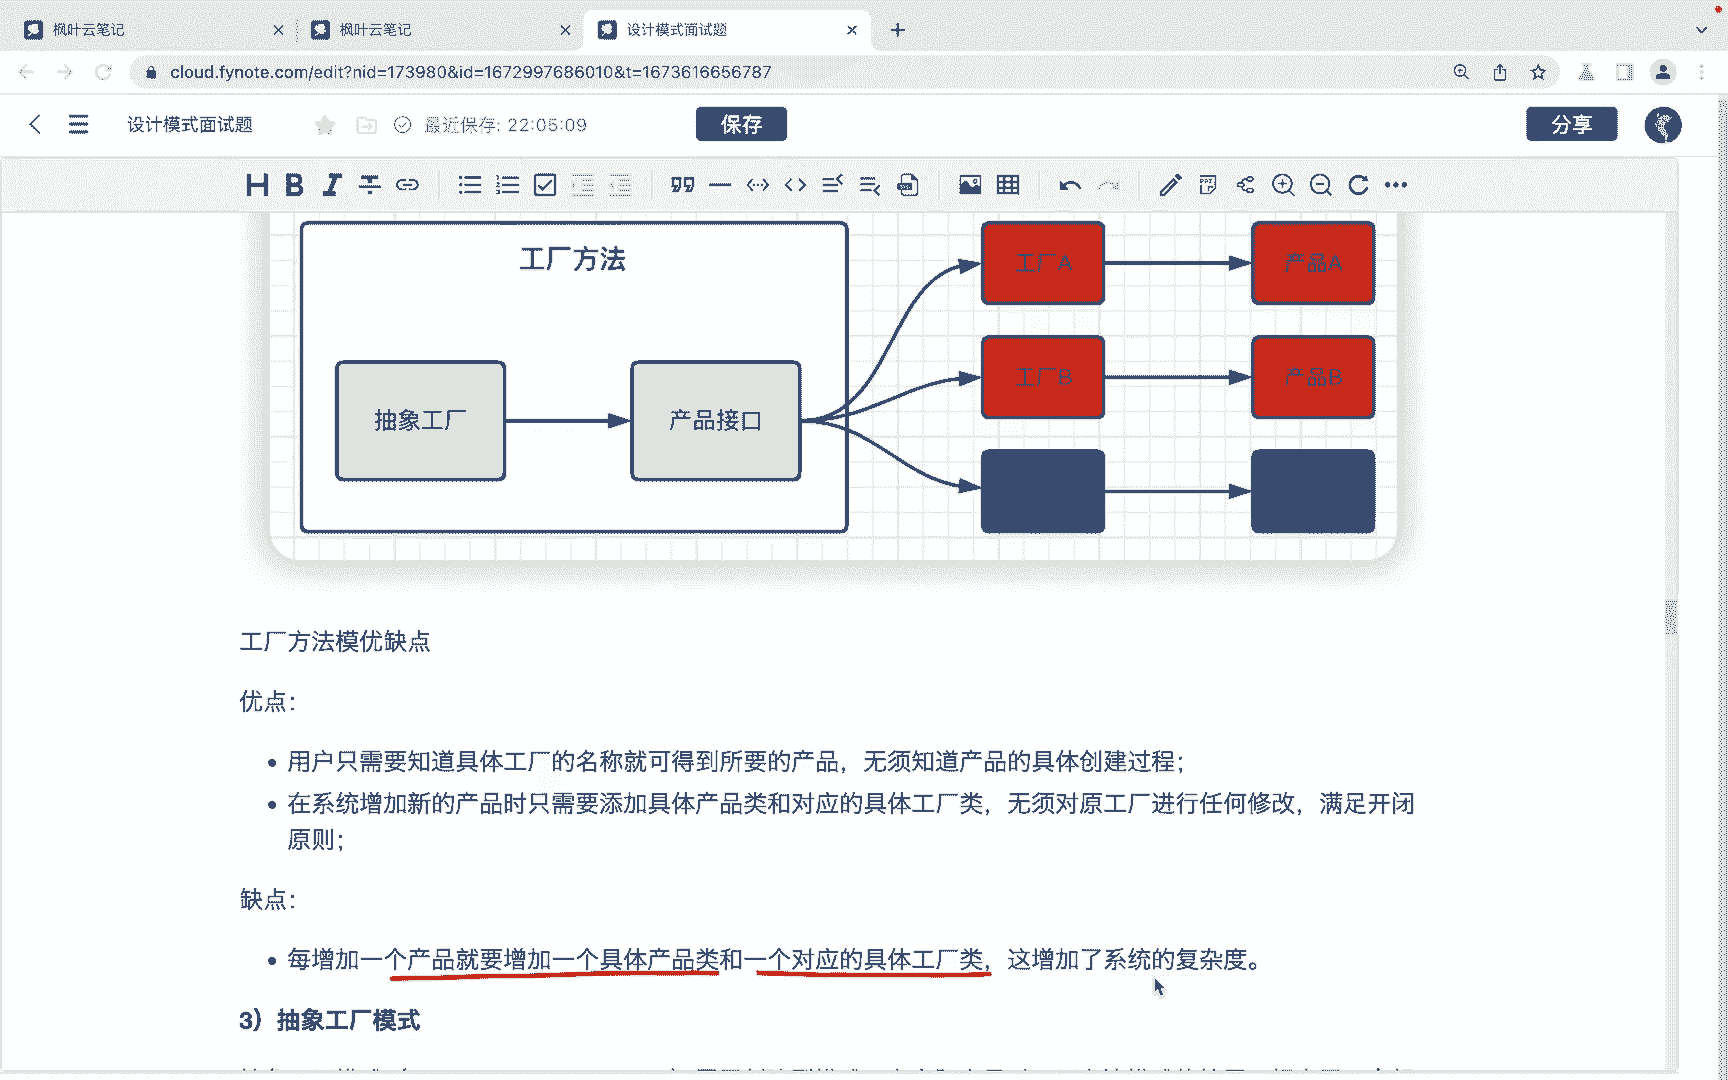 枫叶云笔记
枫叶云笔记
设计模式面试题
cloud.fynote.com/edit?nid=173980&id=1672997686010&t=1673616656787
设计模式面试题
最近保存: 22:05:09
保存
分享
工厂方法
工厂A
产品A
工厂B
产品B
抽象工厂
产品接口
工厂方法模优缺点
优点：
用户只需要知道具体工厂的名称就可得到所要的产品，无须知道产品的具体创建过程；
在系统增加新的产品时只需要添加具体产品类和对应的具体工厂类，无须对原工厂进行任何修改，满足开闭
原则；
缺点：
每增加一个产品就要增加一个具体产品类和一个对应的具体工厂类，这增加了系统的复杂度。
3）抽象工厂模式